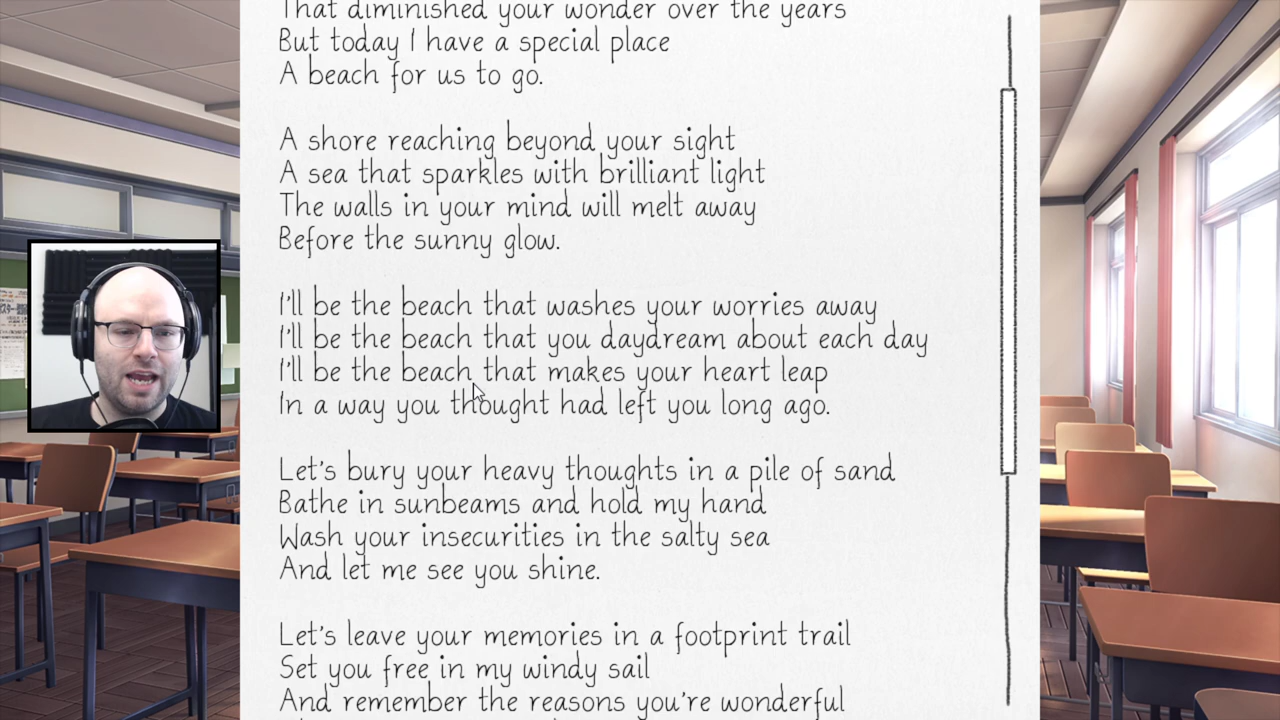 That diminished your wonder over the years
But today I have a special place
A beach for us to go.
A shore reaching beyond your sight
A sea that sparkles with brilliant light
The walls in your mind will melt away
Before the sunny glow.
I'll be the beach that washes your worries away
I'll be the beach that you daydream about each day
I'll be the beach that makes your heart leap
In a way you thought had left you long ago.
Let's bury your heavy thoughts in a pile of sand
Bathe in sunbeams and hold my hand
Wash your insecurities in the salty sea
And let me see you shine.
Let's leave your memories in a footprint trail
Set you free in my windy sail
And remember the reasons you're wonderful